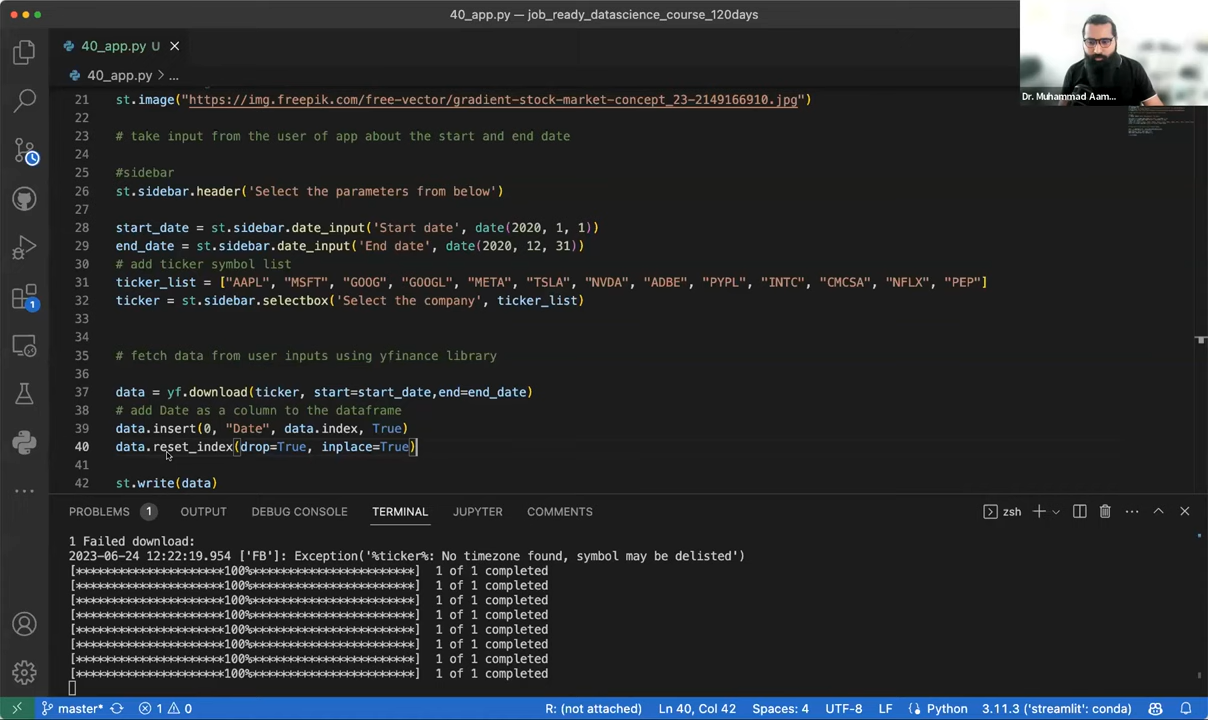 40_app.py — job_ready_datascience_course_120days
40_app.py U
40_app.py > ...
Dr. Muhammad Aam...
21 st.image("https://img.freepik.com/free-vector/gradient-stock-market-concept_23-2149166910.jpg")
22
23 # take input from the user of app about the start and end date
24
25 #sidebar
26 st.sidebar.header('Select the parameters from below')
27
28 start_date = st.sidebar.date_input('Start date', date(2020, 1, 1))
29 end_date = st.sidebar.date_input('End date', date(2020, 12, 31))
30 # add ticker symbol list
31 ticker_list = ["AAPL", "MSFT", "GOOG", "GOOGL", "META", "TSLA", "NVDA", "ADBE", "PYPL", "INTC", "CMCSA", "NFLX", "PEP"]
32 ticker = st.sidebar.selectbox('Select the company', ticker_list)
33
34
35 # fetch data from user inputs using yfinance library
36
37 data = yf.download(ticker, start=start_date,end=end_date)
38 # add Date as a column to the dataframe
39 data.insert(0, "Date", data.index, True)
40 data.reset_index(drop=True, inplace=True)
41
42 st.write(data)
1
PROBLEMS 1 OUTPUT DEBUG CONSOLE TERMINAL JUPYTER COMMENTS zsh
1 Failed download:
2023-06-24 12:22:19.954 ['FB']: Exception('%ticker%: No timezone found, symbol may be delisted')
[*********************100%***********************] 1 of 1 completed
[*********************100%***********************] 1 of 1 completed
[*********************100%***********************] 1 of 1 completed
[*********************100%***********************] 1 of 1 completed
[*********************100%***********************] 1 of 1 completed
[*********************100%***********************] 1 of 1 completed
[*********************100%***********************] 1 of 1 completed
[*********************100%***********************] 1 of 1 completed
master* 1 0 R: (not attached) Ln 40, Col 42 Spaces: 4 UTF-8 LF Python 3.11.3 ('streamlit': conda)